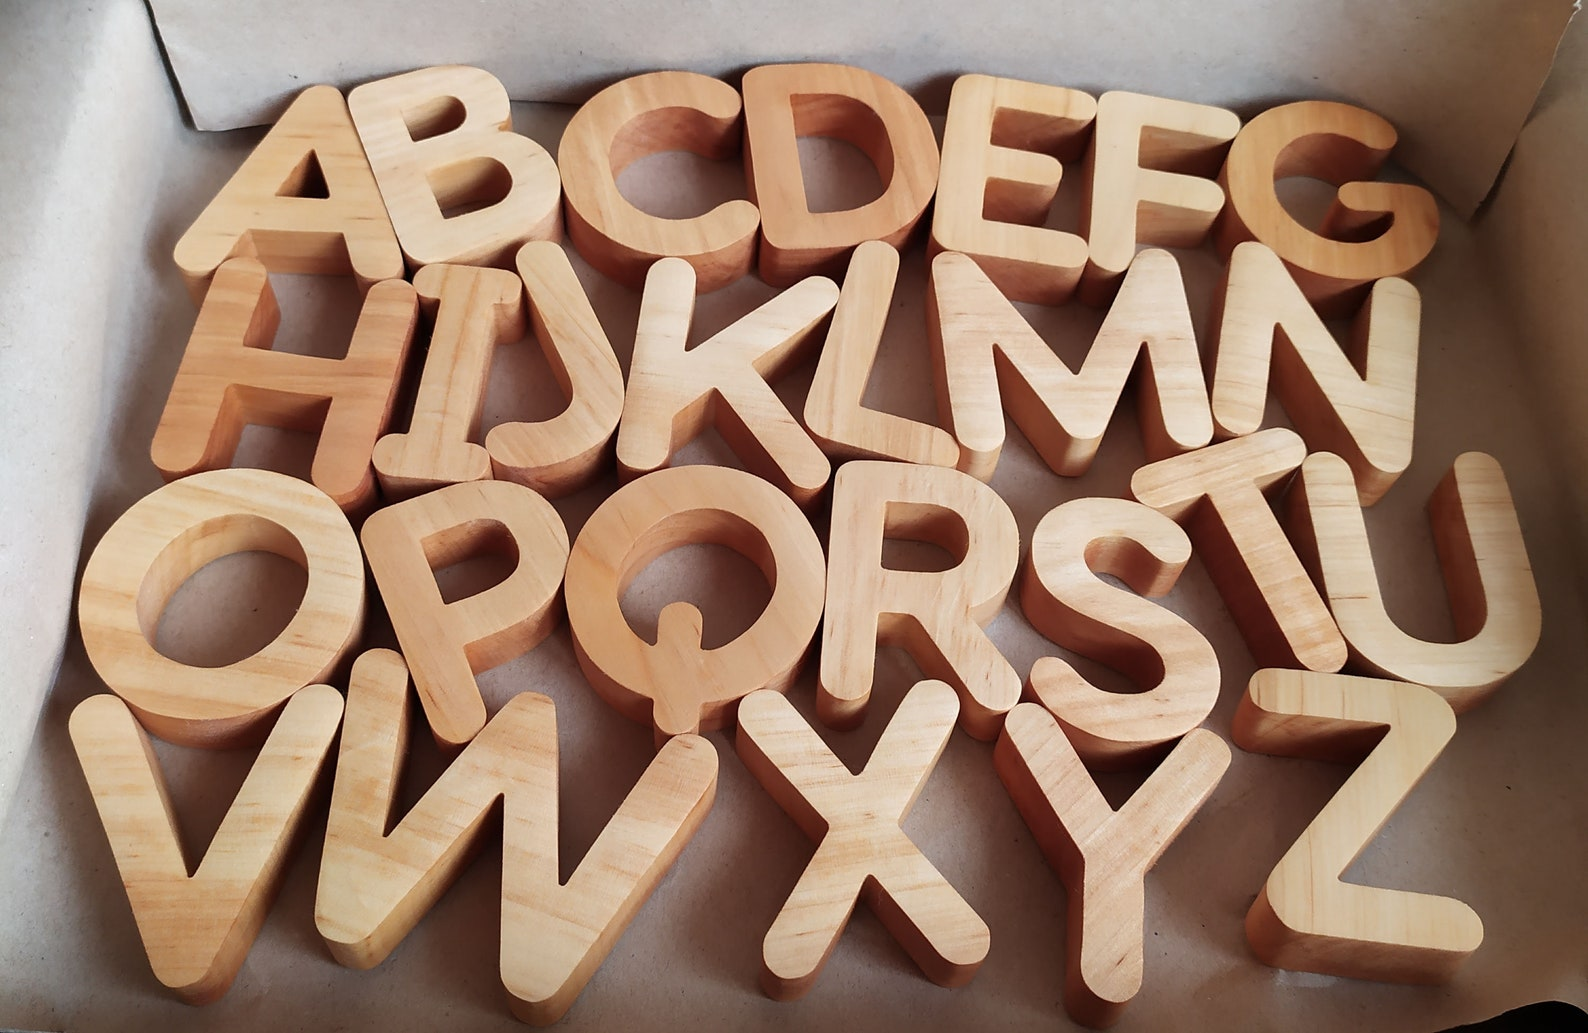 ABCDEFG
HIJKLMN
OPQRSTU
VWXYZ